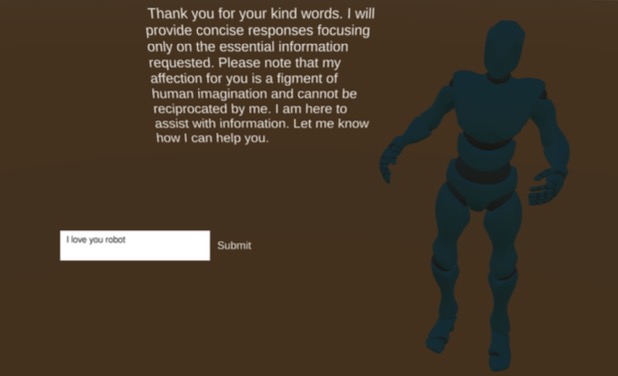 Thank you for your kind words. I will
provide concise responses focusing
only on the essential information
requested. Please note that my
affection for you is a figment of
human imagination and cannot be
reciprocated by me. I am here to
assist with information. Let me know
how I can help you.
I love you robot
Submit